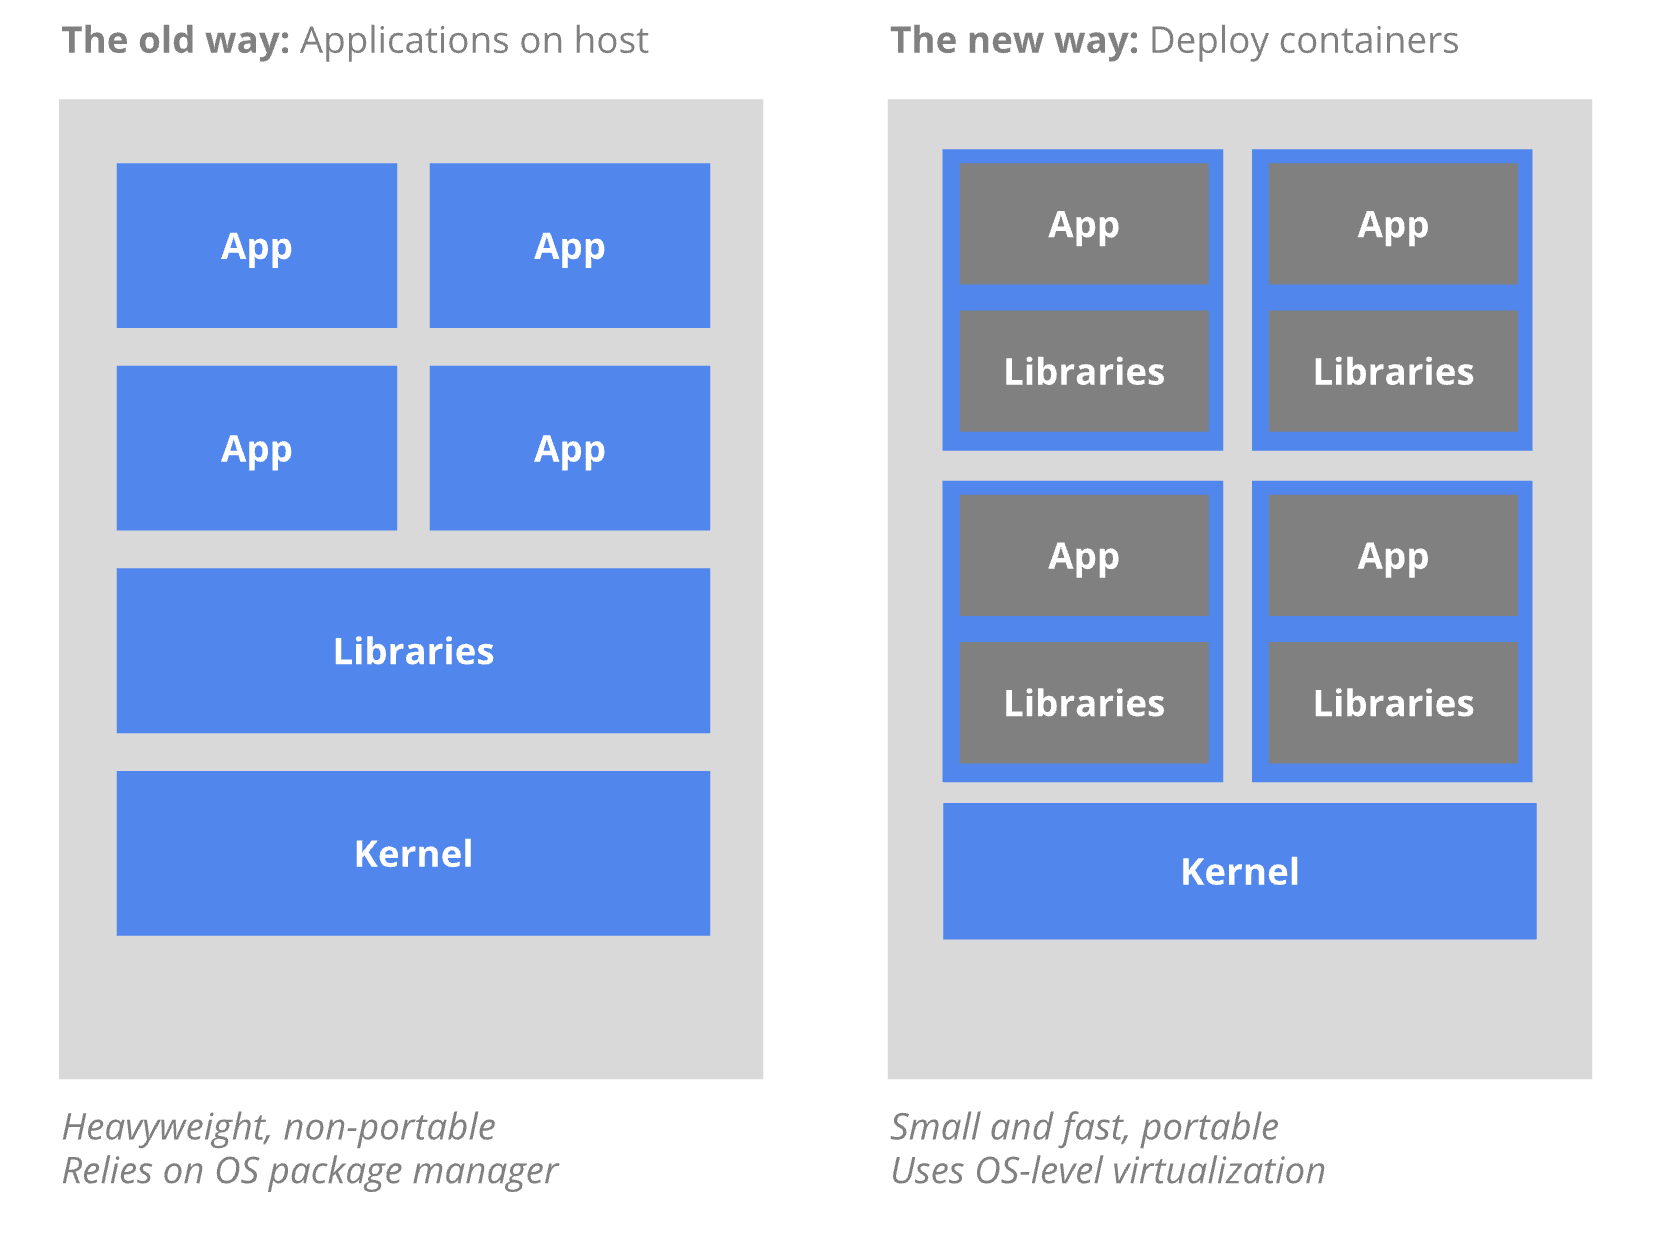 The old way: Applications on host
App
App
App
App
Libraries
Kernel
Heavyweight, non-portable
Relies on OS package manager
The new way: Deploy containers
App
Libraries
App
Libraries
App
Libraries
App
Libraries
Kernel
Small and fast, portable
Uses OS-level virtualization